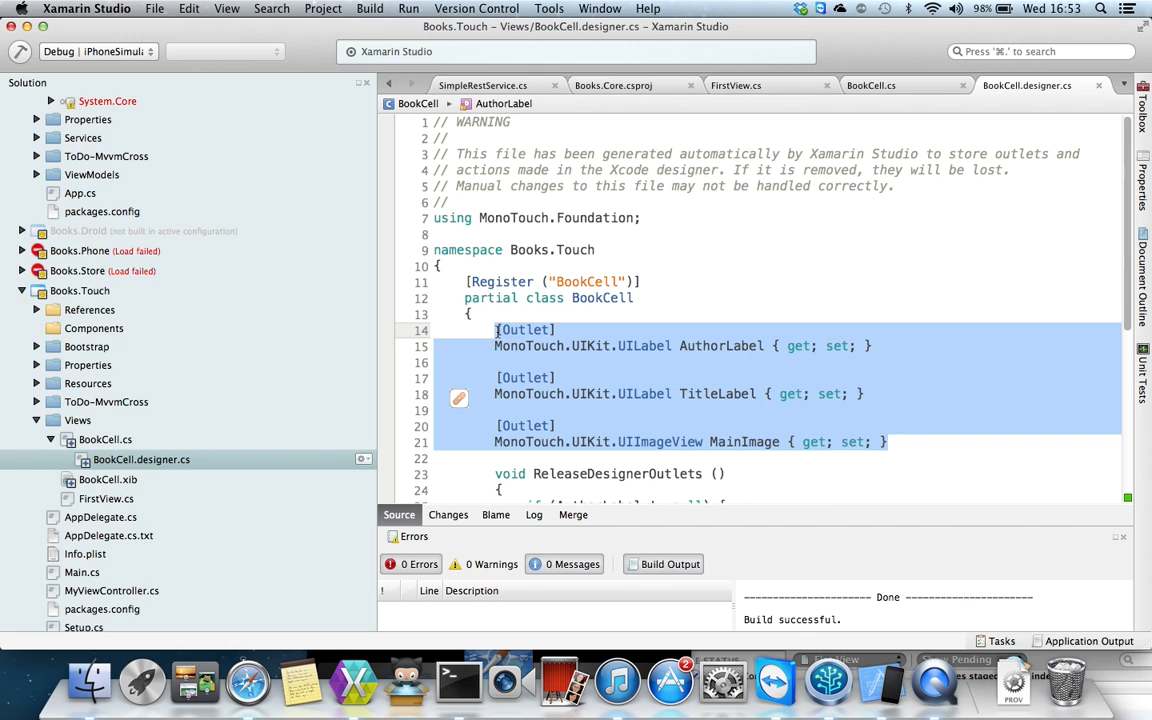 Xamarin Studio File Edit View Search Project Build Run Version Control Tools Window Help 98% Wed 16:53
Books.Touch – Views/BookCell.designer.cs – Xamarin Studio
Debug | iPhoneSimula
Xamarin Studio
Press '⌘.' to search
Solution
System.Core
Properties
Services
ToDo-MvvmCross
ViewModels
App.cs
packages.config
Books.Droid (not built in active configuration)
Books.Phone (Load failed)
Books.Store (Load failed)
Books.Touch
References
Components
Bootstrap
Properties
Resources
ToDo-MvvmCross
Views
BookCell.cs
BookCell.designer.cs
BookCell.xib
FirstView.cs
AppDelegate.cs
AppDelegate.cs.txt
Info.plist
Main.cs
MyViewController.cs
packages.config
Setup.cs
SimpleRestService.cs Books.Core.csproj FirstView.cs BookCell.cs BookCell.designer.cs
BookCell AuthorLabel
1 // WARNING
2 //
3 // This file has been generated automatically by Xamarin Studio to store outlets and
4 // actions made in the Xcode designer. If it is removed, they will be lost.
5 // Manual changes to this file may not be handled correctly.
6 //
7 using MonoTouch.Foundation;
8
9 namespace Books.Touch
10 {
11 [Register ("BookCell")]
12 partial class BookCell
13 {
14 [Outlet]
15 MonoTouch.UIKit.UILabel AuthorLabel { get; set; }
16
17 [Outlet]
18 MonoTouch.UIKit.UILabel TitleLabel { get; set; }
19
20 [Outlet]
21 MonoTouch.UIKit.UIImageView MainImage { get; set; }
22
23 void ReleaseDesignerOutlets ()
24 {
Source Changes Blame Log Merge
Errors
0 Errors 0 Warnings 0 Messages Build Output
! Line Description
--------------------- Done ---------------------
Build successful.
Tasks Application Output
Toolbox
Properties
Document Outline
Unit Tests
2
PROV